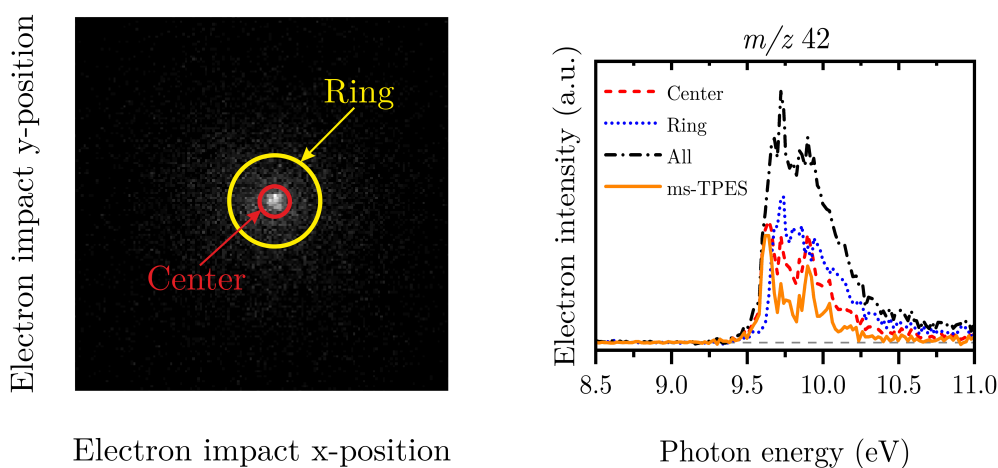 Electron impact y-position
Ring
Center
Electron impact x-position
m/z 42
Electron intensity (a.u.)
Center
Ring
All
ms-TPES
8.5 9.0 9.5 10.0 10.5 11.0
Photon energy (eV)